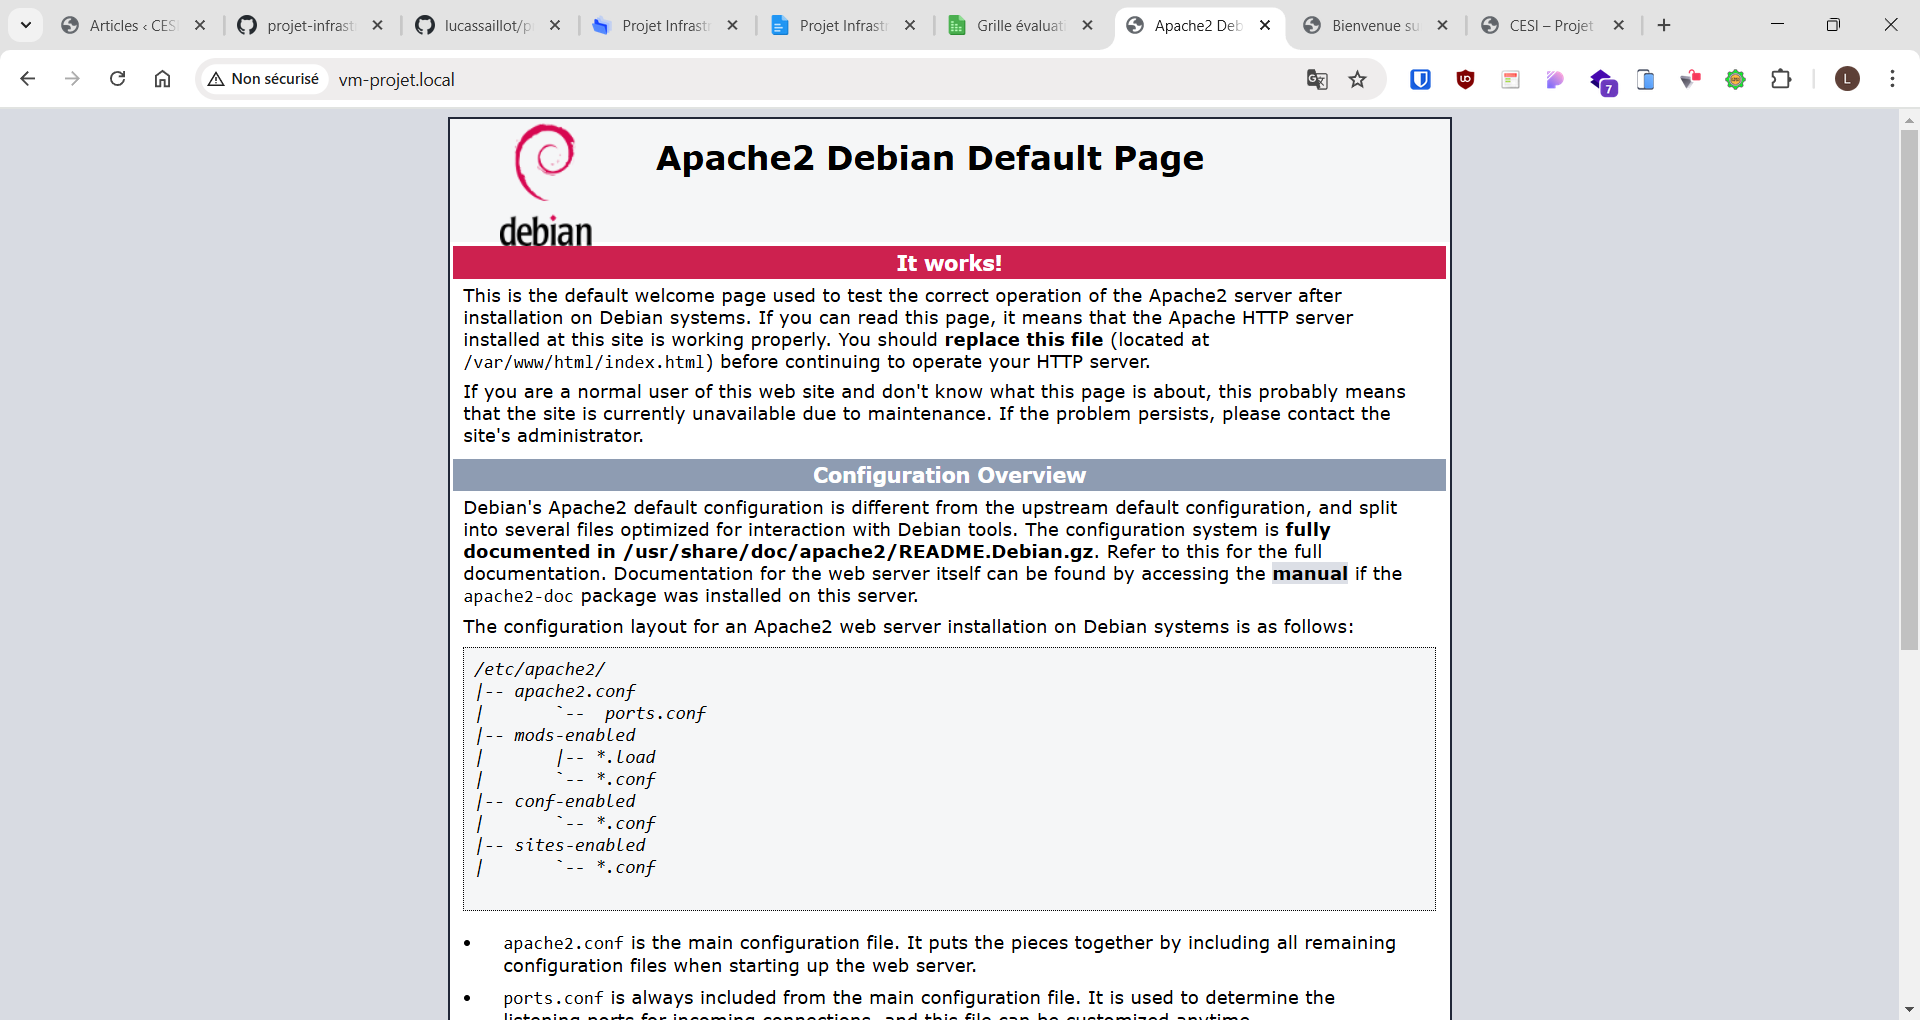 Articles ‹ CESI
projet-infrast
lucassaillot/p
Projet Infrastr
Projet Infrastr
Grille évaluati
Apache2 Deb
Bienvenue su
CESI – Projet
Non sécurisé
vm-projet.local
7
L
debian
Apache2 Debian Default Page
It works!
This is the default welcome page used to test the correct operation of the Apache2 server after
installation on Debian systems. If you can read this page, it means that the Apache HTTP server
installed at this site is working properly. You should replace this file (located at
/var/www/html/index.html) before continuing to operate your HTTP server.
If you are a normal user of this web site and don't know what this page is about, this probably means
that the site is currently unavailable due to maintenance. If the problem persists, please contact the
site's administrator.
Configuration Overview
Debian's Apache2 default configuration is different from the upstream default configuration, and split
into several files optimized for interaction with Debian tools. The configuration system is fully
documented in /usr/share/doc/apache2/README.Debian.gz. Refer to this for the full
documentation. Documentation for the web server itself can be found by accessing the manual if the
apache2-doc package was installed on this server.
The configuration layout for an Apache2 web server installation on Debian systems is as follows:
/etc/apache2/
|-- apache2.conf
|       `--  ports.conf
|-- mods-enabled
|       |-- *.load
|       `-- *.conf
|-- conf-enabled
|       `-- *.conf
|-- sites-enabled
|       `-- *.conf
• apache2.conf is the main configuration file. It puts the pieces together by including all remaining
configuration files when starting up the web server.
• ports.conf is always included from the main configuration file. It is used to determine the
listening ports for incoming connections, and this file can be customized anytime.